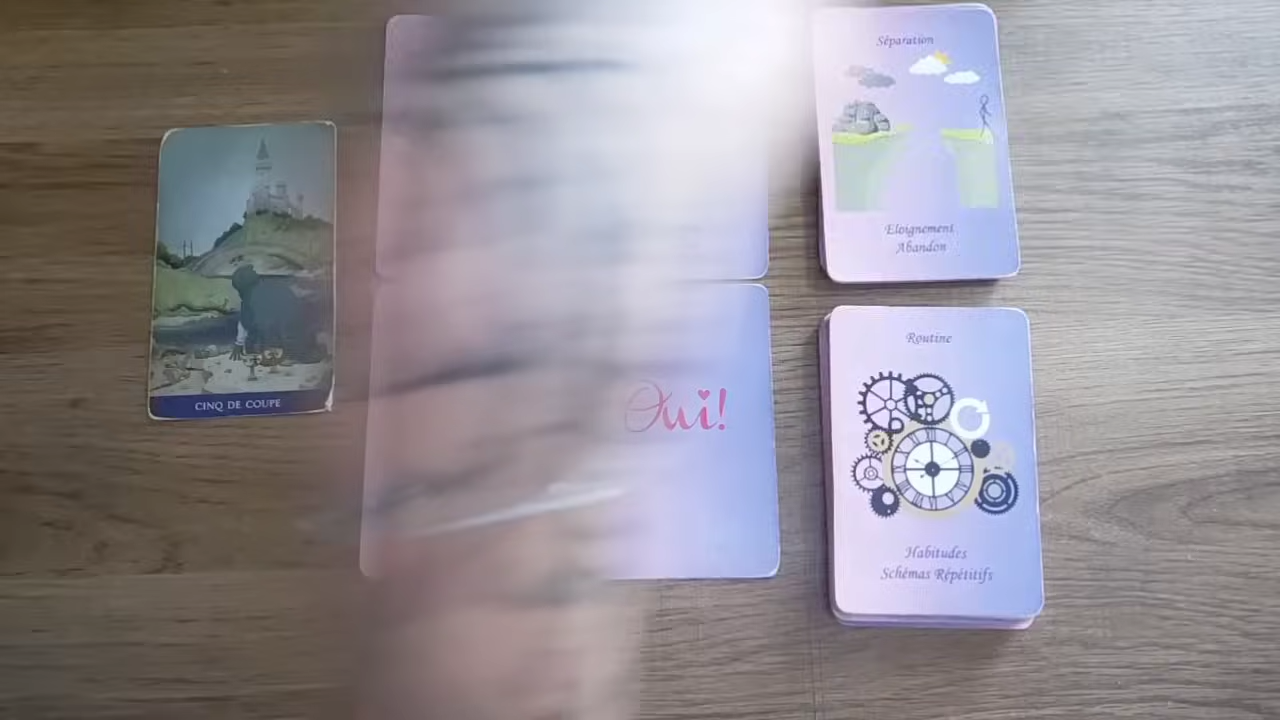 Séparation
Eloignement
Abandon
CINQ DE COUPE
Oui!
Routine
Habitudes
Schémas Répétitifs